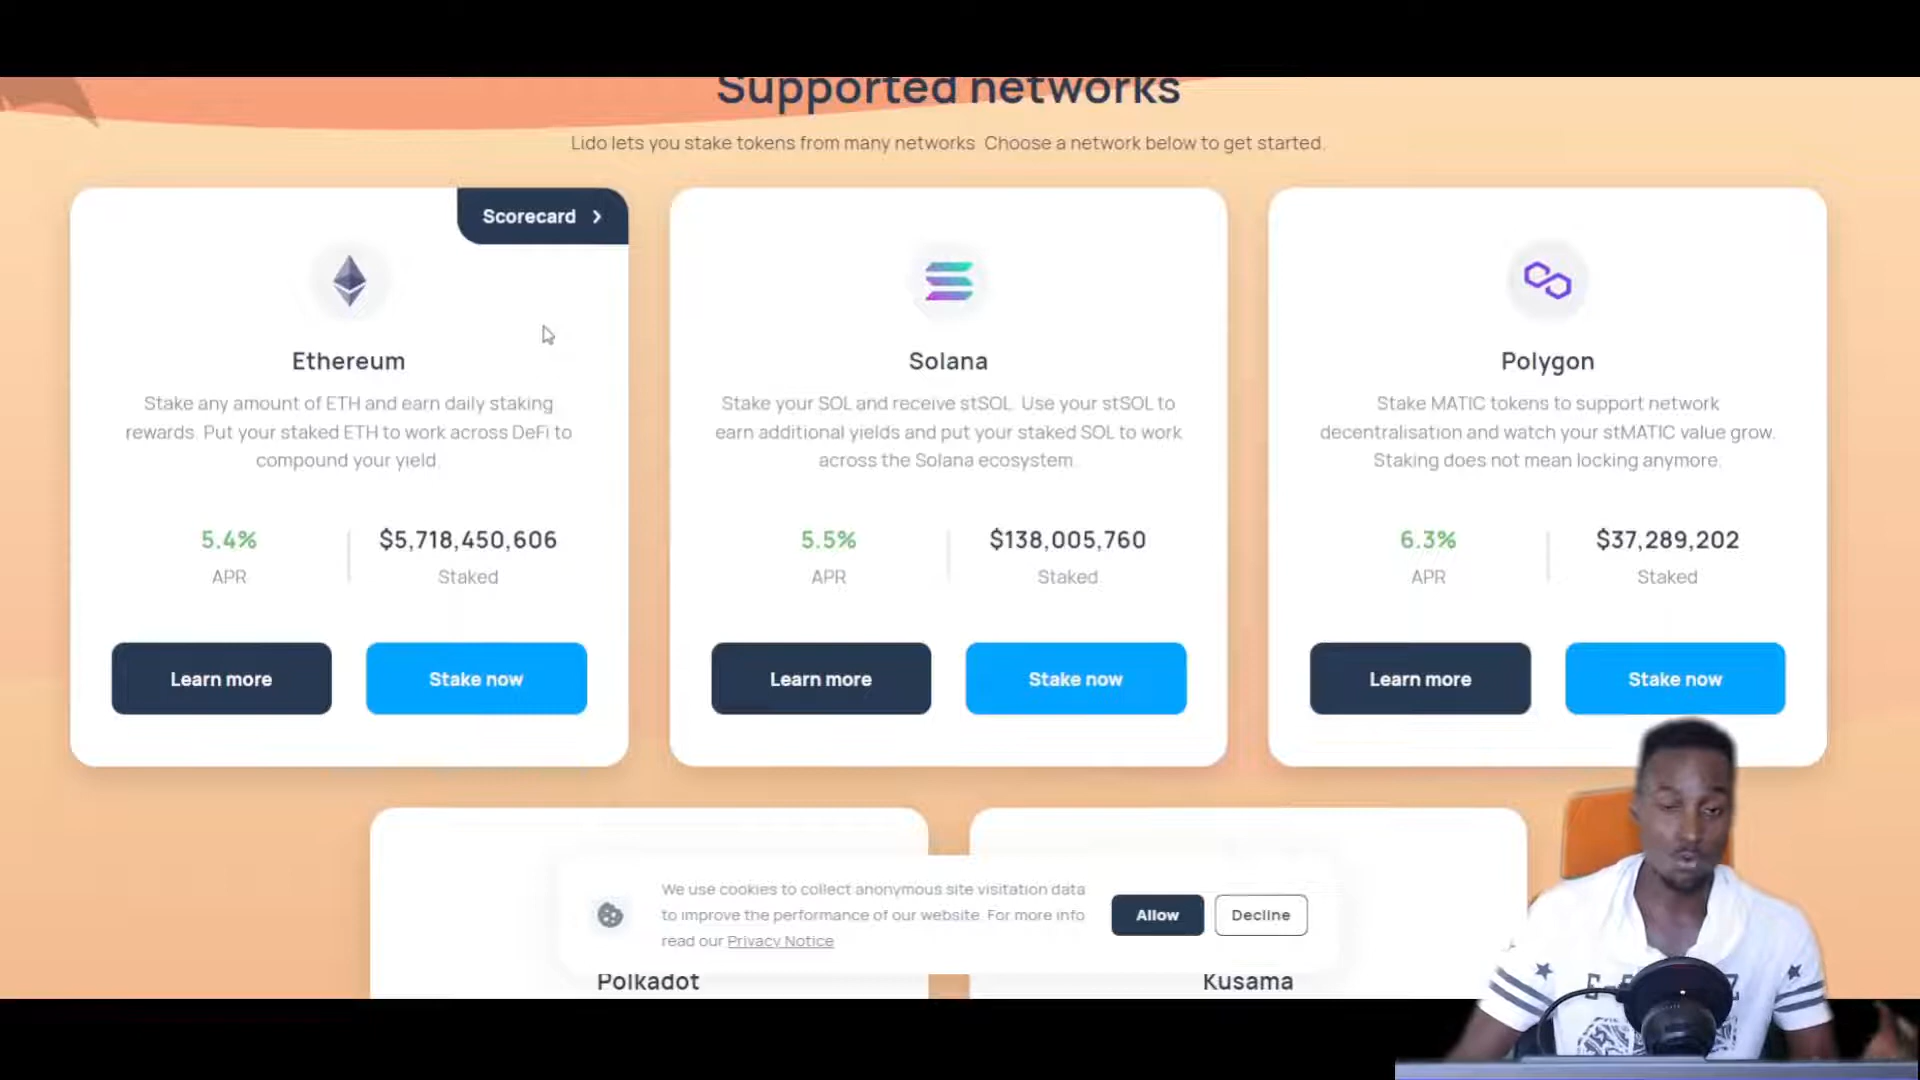 Supported networks
Lido lets you stake tokens from many networks. Choose a network below to get started.
Scorecard
Ethereum
Stake any amount of ETH and earn daily staking
rewards. Put your staked ETH to work across DeFi to
compound your yield.
5.4%
APR
$5,718,450,606
Staked
Learn more
Stake now
Solana
Stake your SOL and receive stSOL. Use your stSOL to
earn additional yields and put your staked SOL to work
across the Solana ecosystem.
5.5%
APR
$138,005,760
Staked
Learn more
Stake now
Polygon
Stake MATIC tokens to support network
decentralisation and watch your stMATIC value grow.
Staking does not mean locking anymore.
6.3%
APR
$37,289,202
Staked
Learn more
Stake now
We use cookies to collect anonymous site visitation data
to improve the performance of our website. For more info
read our Privacy Notice
Allow
Decline
Polkadot
Kusama